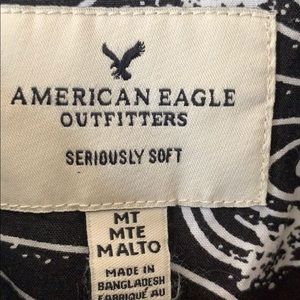 AMERICAN EAGLE
OUTFITTERS
SERIOUSLY SOFT
MT
MTE
MALTO
MADE IN
BANGLADESH
FABRIQUÉ AU